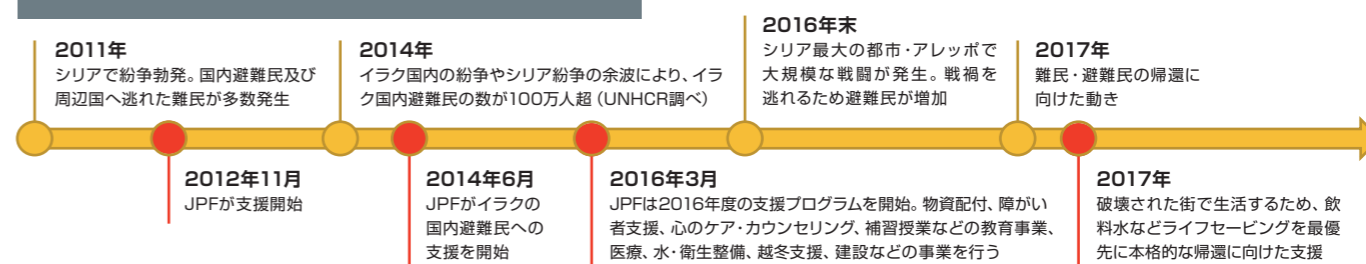 2011年
シリアで紛争勃発。国内避難民及び
周辺国へ逃れた難民が多数発生
2014年
イラク国内の紛争やシリア紛争の余波により、イラ
ク国内避難民の数が100万人超（UNHCR調べ）
2016年末
シリア最大の都市・アレッポで
大規模な戦闘が発生。戦禍を
逃れるため避難民が増加
2017年
難民・避難民の帰還に
向けた動き
2012年11月
JPFが支援開始
2014年6月
JPFがイラクの
国内避難民への
支援を開始
2016年3月
JPFは2016年度の支援プログラムを開始。物資配付、障がい
者支援、心のケア・カウンセリング、補習授業などの教育事業、
医療、水・衛生整備、越冬支援、建設などの事業を行う
2017年
破壊された街で生活するため、飲
料水などライフセービングを最優
先に本格的な帰還に向けた支援